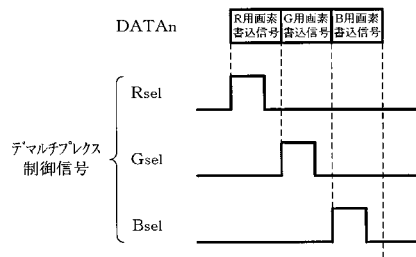 DATAn
R用画素 G用画素 B用画素
書込信号 書込信号 書込信号
Rsel
デマルチプレクス
制御信号
Gsel
Bsel